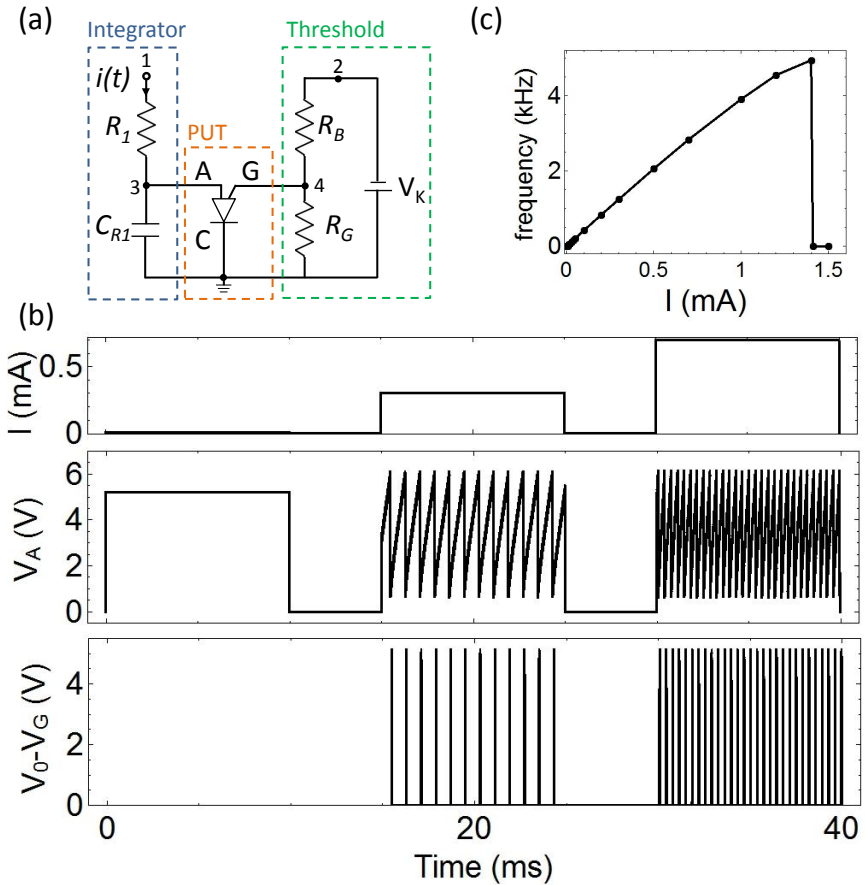 (a)
Integrator
Threshold
1
i(t)
2
R1
PUT
RB
A
G
3
4
VK
CR1
C
RG
(c)
frequency (kHz)
4
2
0
0
0.5
1
1.5
I (mA)
(b)
I (mA)
0.5
0
VA (V)
6
4
2
0
V0-VG (V)
4
2
0
0
20
40
Time (ms)